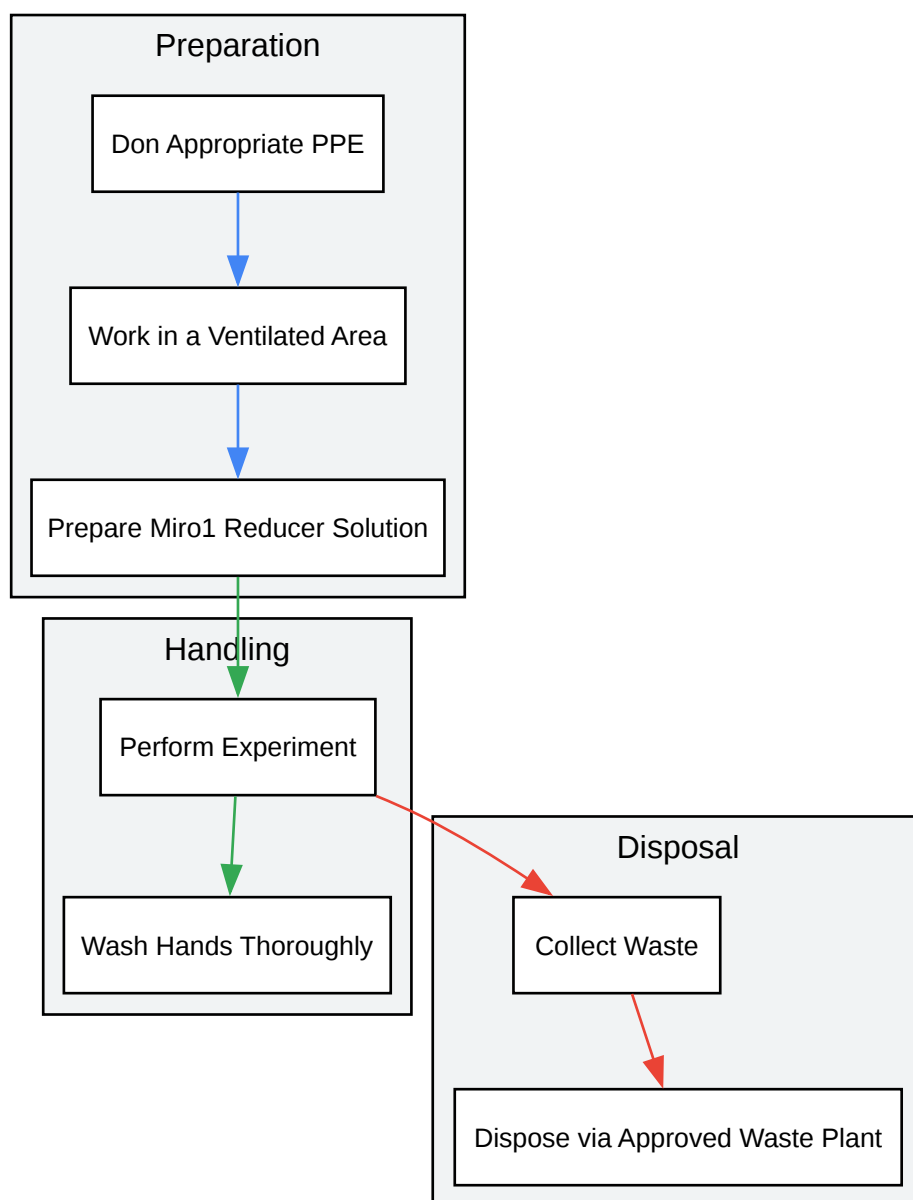 Preparation
Don Appropriate PPE
Work in a Ventilated Area
Prepare Miro1 Reducer Solution
Handling
Perform Experiment
Wash Hands Thoroughly
Disposal
Collect Waste
Dispose via Approved Waste Plant